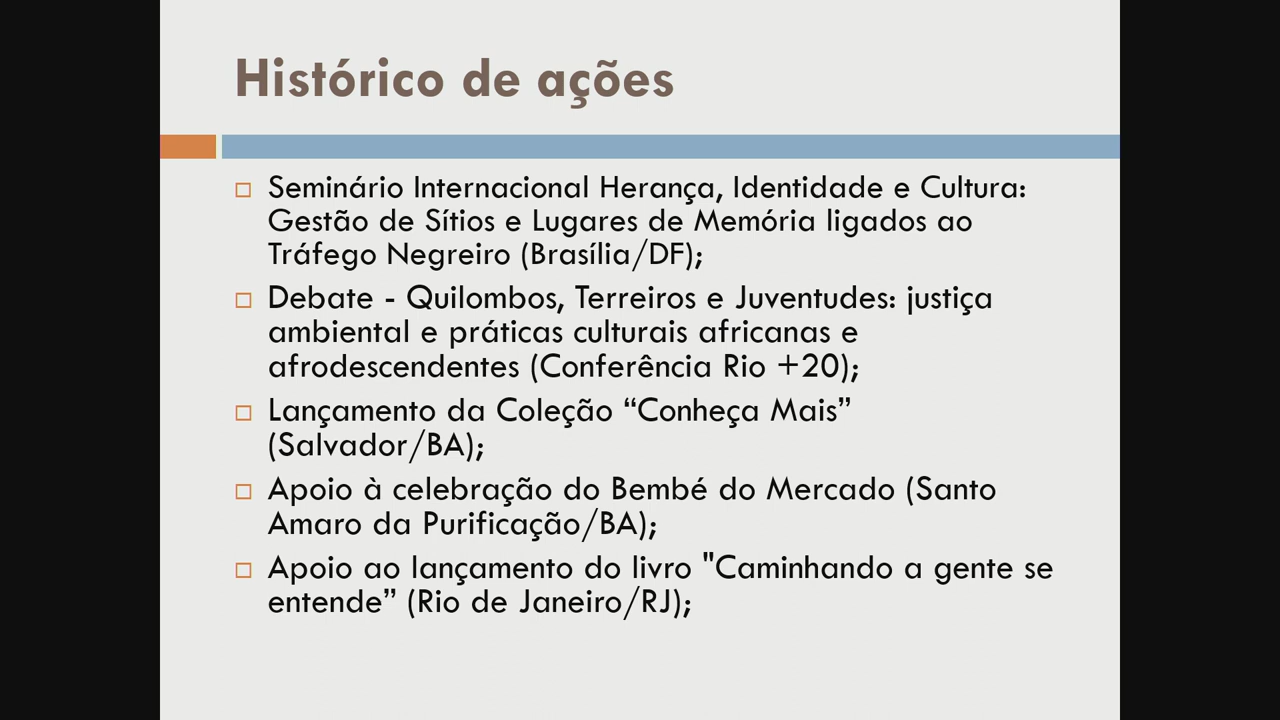 Histórico de ações
Seminário Internacional Herança, Identidade e Cultura:
Gestão de Sítios e Lugares de Memória ligados ao
Tráfego Negreiro (Brasília/DF);
Debate - Quilombos, Terreiros e Juventudes: justiça
ambiental e práticas culturais africanas e
afrodescendentes (Conferência Rio +20);
Lançamento da Coleção “Conheça Mais”
(Salvador/BA);
Apoio à celebração do Bembé do Mercado (Santo
Amaro da Purificação/BA);
Apoio ao lançamento do livro "Caminhando a gente se
entende” (Rio de Janeiro/RJ);